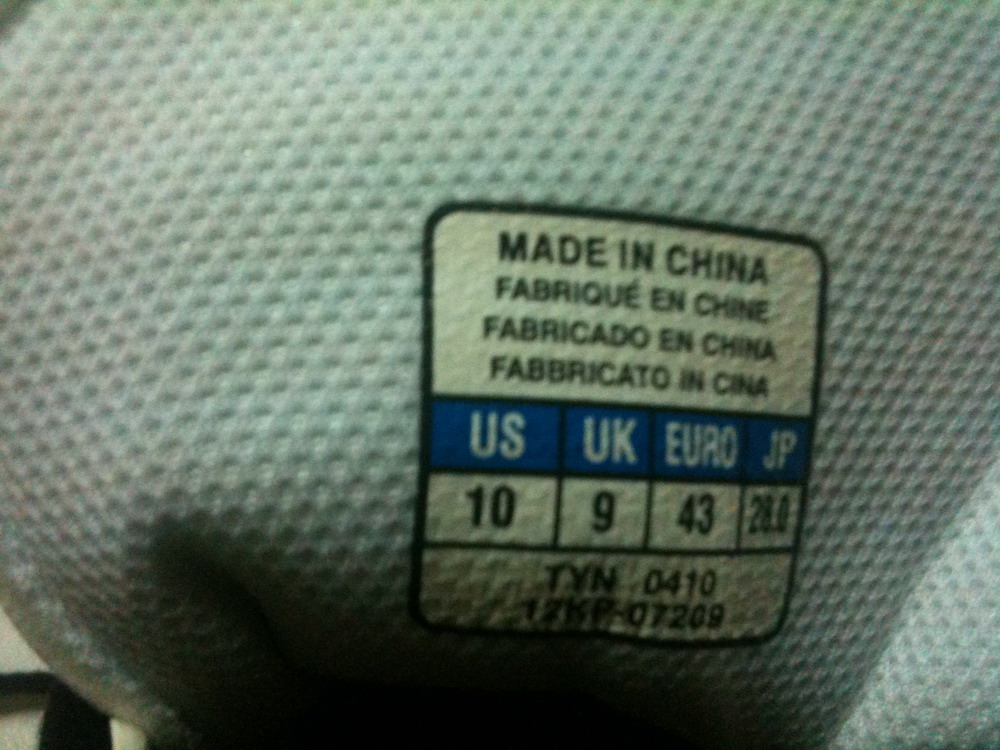 MADE IN CHINA
FABRIQUÉ EN CHINE
FABRICADO EN CHINA
FABBRICATO IN CINA
US UK EURO JP
10 9 43 28.0
TYN 0410
12KP-07209